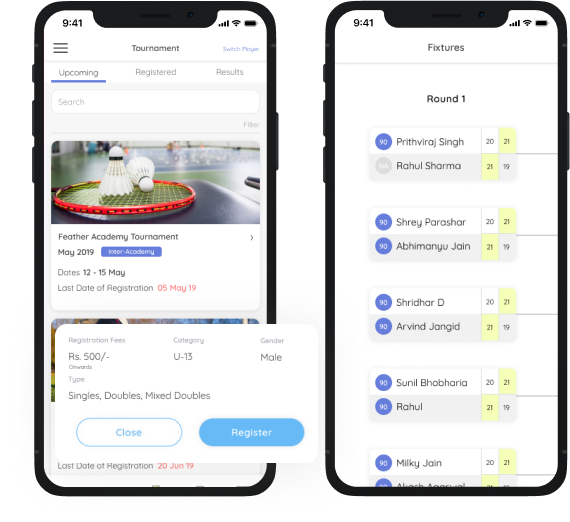 9:41
Tournament
Switch Player
Upcoming Registered Results
Search
Filter
Feather Academy Tournament
May 2019 Inter-Academy
Dates 12 - 15 May
Last Date of Registration 05 May 19
Registration Fees Category Gender
Rs. 500/- U-13 Male
Onwards
Type
Singles, Doubles, Mixed Doubles
Close Register
Last Date of Registration 20 Jun 19
9:41
Fixtures
Round 1
90 Prithviraj Singh 20 21
NA Rahul Sharma 21 19
90 Shrey Parashar 20 21
90 Abhimanyu Jain 21 19
90 Shridhar D 20 21
90 Arvind Jangid 21 19
90 Sunil Bhobharia 20 21
90 Rahul 21 19
90 Milky Jain 20 21
90 Akash Agarwal 21 19